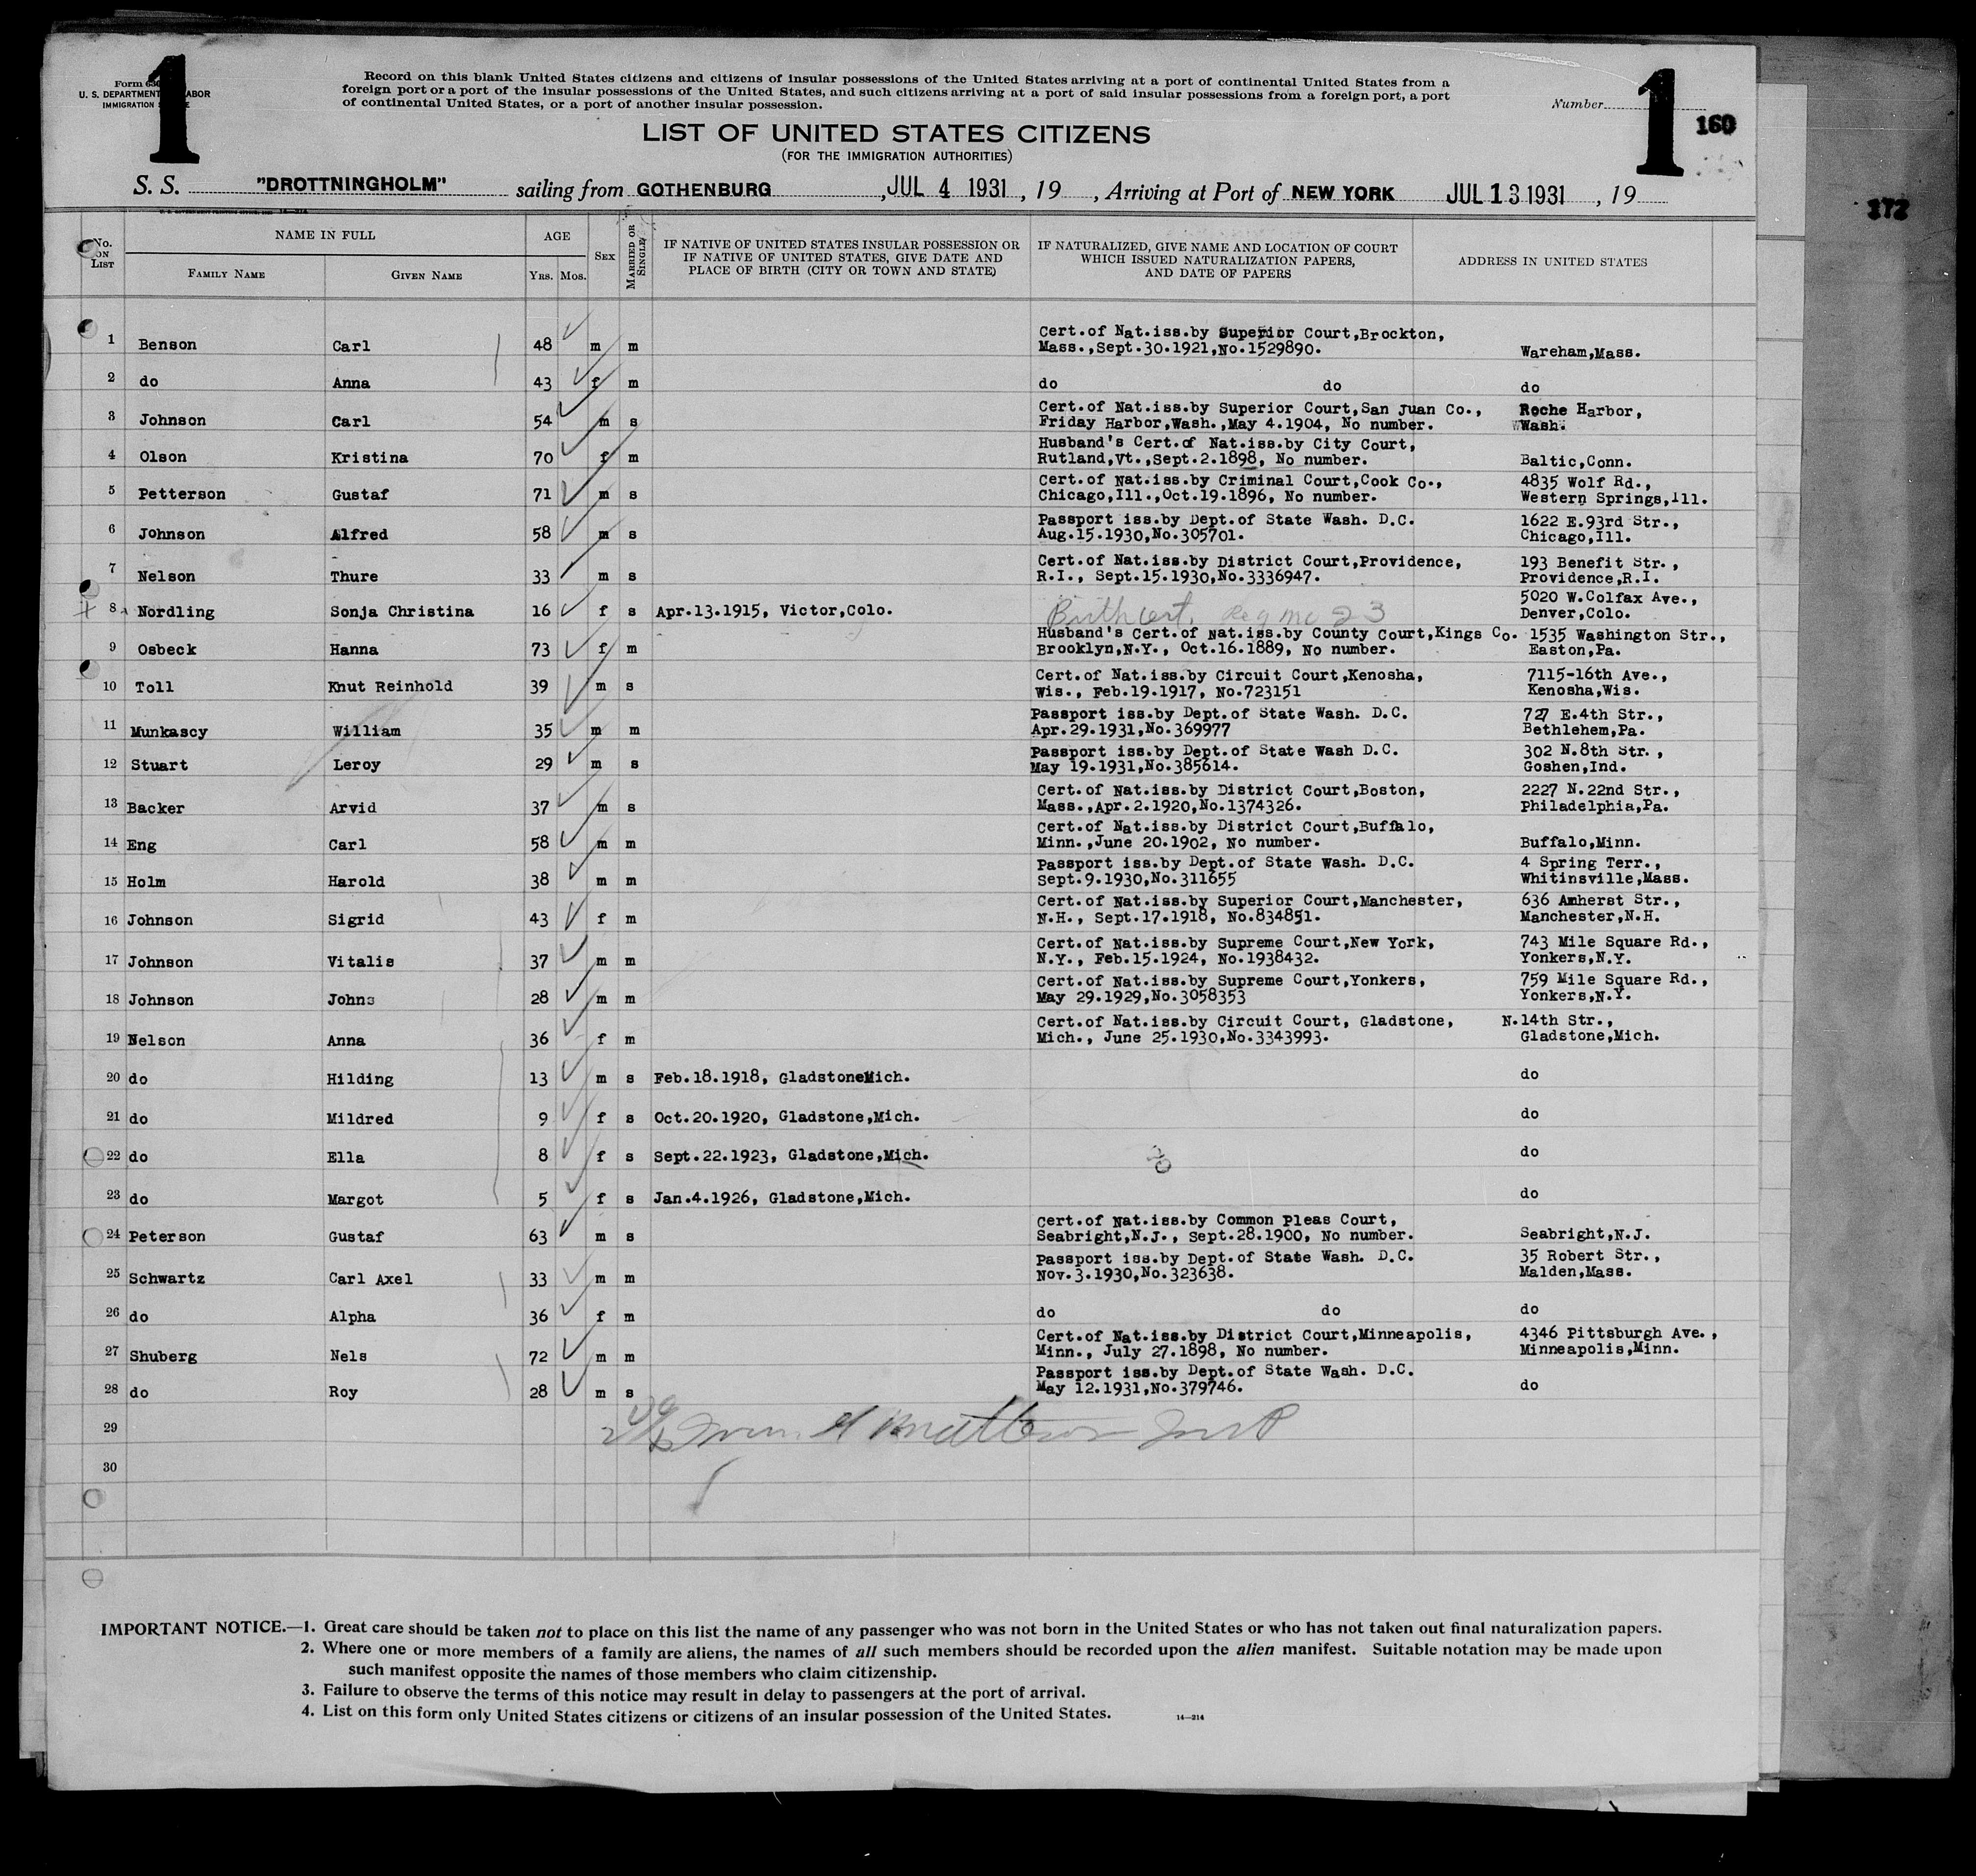 1
Form 630
U. S. DEPARTMENT LABOR
IMMIGRATION
Record on this blank United States citizens and citizens of insular possessions of the United States arriving at a port of continental United States from a
foreign port or a port of the insular possessions of the United States, and such citizens arriving at a port of said insular possessions from a foreign port, a port
of continental United States, or a port of another insular possession.
Number
1
160
172
LIST OF UNITED STATES CITIZENS
(FOR THE IMMIGRATION AUTHORITIES)
S. S. "DROTTNINGHOLM" sailing from GOTHENBURG , JUL 4 1931 , 19 , Arriving at Port of NEW YORK JUL 13 1931 , 19
No. ON LIST
NAME IN FULL
FAMILY NAME
GIVEN NAME
AGE
YRS. MOS.
SEX
MARRIED OR SINGLE
IF NATIVE OF UNITED STATES INSULAR POSSESSION OR
IF NATIVE OF UNITED STATES, GIVE DATE AND
PLACE OF BIRTH (CITY OR TOWN AND STATE)
IF NATURALIZED, GIVE NAME AND LOCATION OF COURT
WHICH ISSUED NATURALIZATION PAPERS,
AND DATE OF PAPERS
ADDRESS IN UNITED STATES
Cert.of Nat.iss.by Superior Court,Brockton,
1 Benson Carl 48 m m Mass.,Sept.30.1921,No.1529890. Wareham,Mass.
2 do Anna 43 f m do do do
Cert.of Nat.iss.by Superior Court,San Juan Co., Roche Harbor,
3 Johnson Carl 54 m s Friday Harbor,Wash.,May 4.1904, No number. Wash.
Husband's Cert.of Nat.iss.by City Court,
4 Olson Kristina 70 f m Rutland,Vt.,Sept.2.1898, No number. Baltic,Conn.
Cert.of Nat.iss.by Criminal Court,Cook Co., 4835 Wolf Rd.,
5 Petterson Gustaf 71 m s Chicago,Ill.,Oct.19.1896, No number. Western Springs,Ill.
Passport iss.by Dept.of State Wash. D.C. 1622 E.93rd Str.,
6 Johnson Alfred 58 m s Aug.15.1930,No.305701. Chicago,Ill.
Cert.of Nat.iss.by District Court,Providence, 193 Benefit Str.,
7 Nelson Thure 33 m s R.I., Sept.15.1930,No.3336947. Providence,R.I.
5020 W.Colfax Ave.,
8 Nordling Sonja Christina 16 f s Apr.13.1915, Victor,Colo. Birth cert. Denver,Colo.
Husband's Cert.of Nat.iss.by County Court,Kings Co. 1535 Washington Str.,
9 Osbeck Hanna 73 f m Brooklyn,N.Y., Oct.16.1889, No number. Easton,Pa.
Cert.of Nat.iss.by Circuit Court,Kenosha, 7115-16th Ave.,
10 Toll Knut Reinhold 39 m s Wis., Feb.19.1917, No.723151 Kenosha,Wis.
Passport iss.by Dept.of State Wash. D.C. 727 E.4th Str.,
11 Munkascy William 35 m m Apr.29.1931,No.369977 Bethlehem,Pa.
Passport iss.by Dept.of State Wash D.C. 302 N.8th Str.,
12 Stuart Leroy 29 m s May 19.1931,No.385614. Goshen,Ind.
Cert.of Nat.iss.by District Court,Boston, 2227 N.22nd Str.,
13 Backer Arvid 37 m s Mass.,Apr.2.1920,No.1374326. Philadelphia,Pa.
Cert.of Nat.iss.by District Court,Buffalo,
14 Eng Carl 58 m m Minn.,June 20.1902, No number. Buffalo,Minn.
Passport iss.by Dept.of State Wash. D.C. 4 Spring Terr.,
15 Holm Harold 38 m m Sept.9.1930,No.311655 Whitinsville,Mass.
Cert.of Nat.iss.by Superior Court,Manchester, 636 Amherst Str.,
16 Johnson Sigrid 43 f m N.H., Sept.17.1918, No.834851. Manchester,N.H.
Cert.of Nat.iss.by Supreme Court,New York, 743 Mile Square Rd.,
17 Johnson Vitalis 37 m m N.Y., Feb.15.1924, No.1938432. Yonkers,N.Y.
Cert.of Nat.iss.by Supreme Court,Yonkers, 759 Mile Square Rd.,
18 Johnson Johns 28 m m May 29.1929,No.3058353 Yonkers,N.Y.
Cert.of Nat.iss.by Circuit Court, Gladstone, N.14th Str.,
19 Nelson Anna 36 f m Mich., June 25.1930,No.3343993. Gladstone,Mich.
20 do Hilding 13 m s Feb.18.1918, Gladstone,Mich. do
21 do Mildred 9 f s Oct.20.1920, Gladstone,Mich. do
22 do Ella 8 f s Sept.22.1923, Gladstone,Mich. do
23 do Margot 5 f s Jan.4.1926, Gladstone,Mich. do
Cert.of Nat.iss.by Common Pleas Court,
24 Peterson Gustaf 63 m s Seabright,N.J., Sept.28.1900, No number. Seabright,N.J.
Passport iss.by Dept.of State Wash. D.C. 35 Robert Str.,
25 Schwartz Carl Axel 33 m m Nov.3.1930,No.323638. Malden,Mass.
26 do Alpha 36 f m do do do
Cert.of Nat.iss.by District Court,Minneapolis, 4346 Pittsburgh Ave.,
27 Shuberg Nels 72 m m Minn., July 27.1898, No number. Minneapolis,Minn.
Passport iss.by Dept.of State Wash. D.C.
28 do Roy 28 m s May 12.1931,No.379746. do
29
30
IMPORTANT NOTICE.—1. Great care should be taken not to place on this list the name of any passenger who was not born in the United States or who has not taken out final naturalization papers.
2. Where one or more members of a family are aliens, the names of all such members should be recorded upon the alien manifest. Suitable notation may be made upon
such manifest opposite the names of those members who claim citizenship.
3. Failure to observe the terms of this notice may result in delay to passengers at the port of arrival.
4. List on this form only United States citizens or citizens of an insular possession of the United States.
14—214